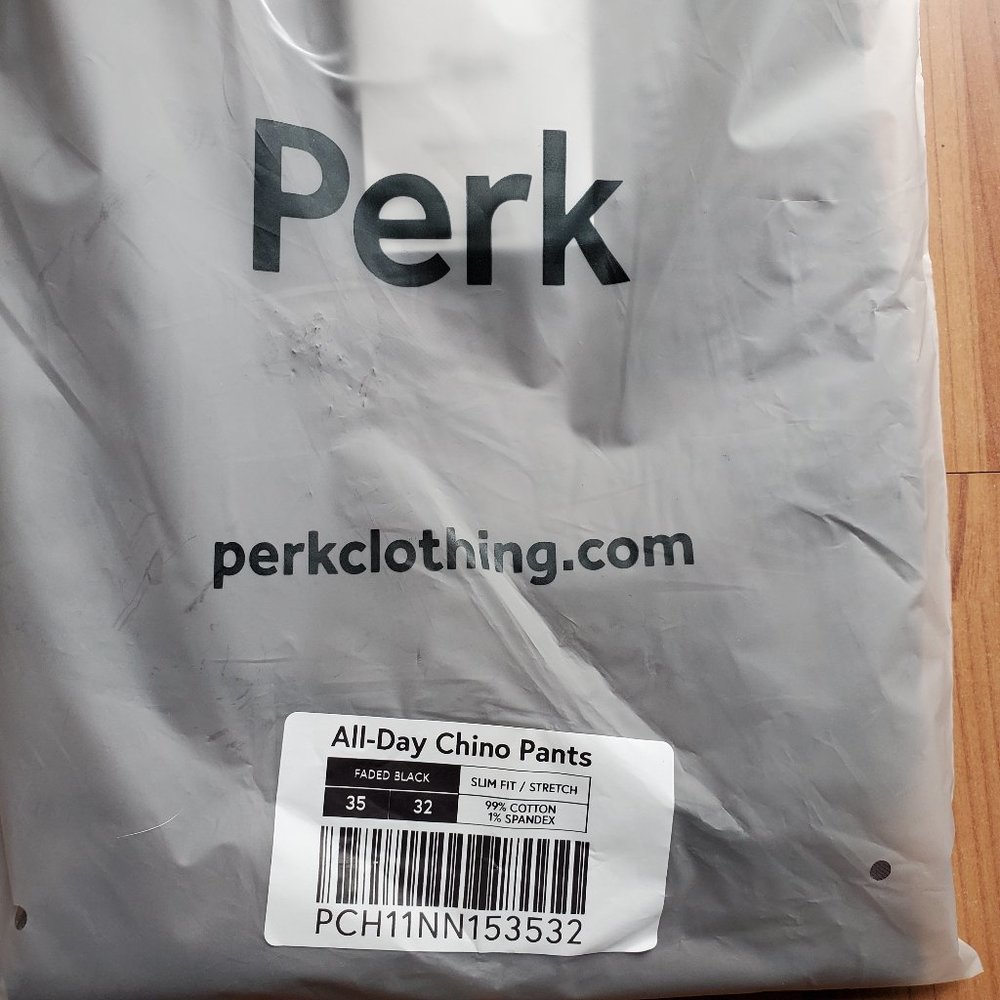 Perk
perkclothing.com
All-Day Chino Pants
FADED BLACK
35 32
SLIM FIT / STRETCH
99% COTTON
1% SPANDEX
PCH11NN153532